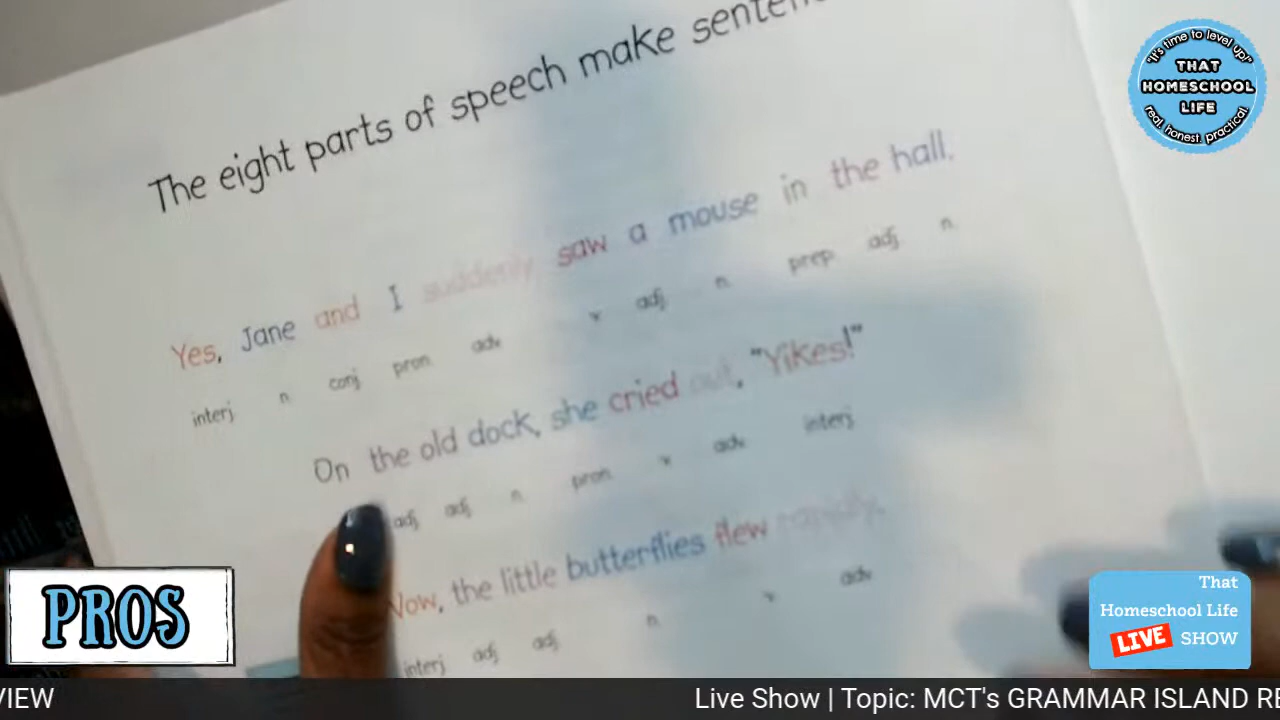 The eight parts of speech make
Yes, Jane and I suddenly saw a mouse in the hall.
interj n conj pron adv v adj n prep adj n
On the old dock, she cried out, "Yikes!"
adj adj n pron v adv interj
Wow, the little butterflies flew rapidly.
interj adj adj n v adv
"It's time to level up!"
THAT
HOMESCHOOL
LIFE
real. honest. practical.
PROS
That
Homeschool Life
LIVE SHOW
VIEW Live Show | Topic: MCT's GRAMMAR ISLAND RE